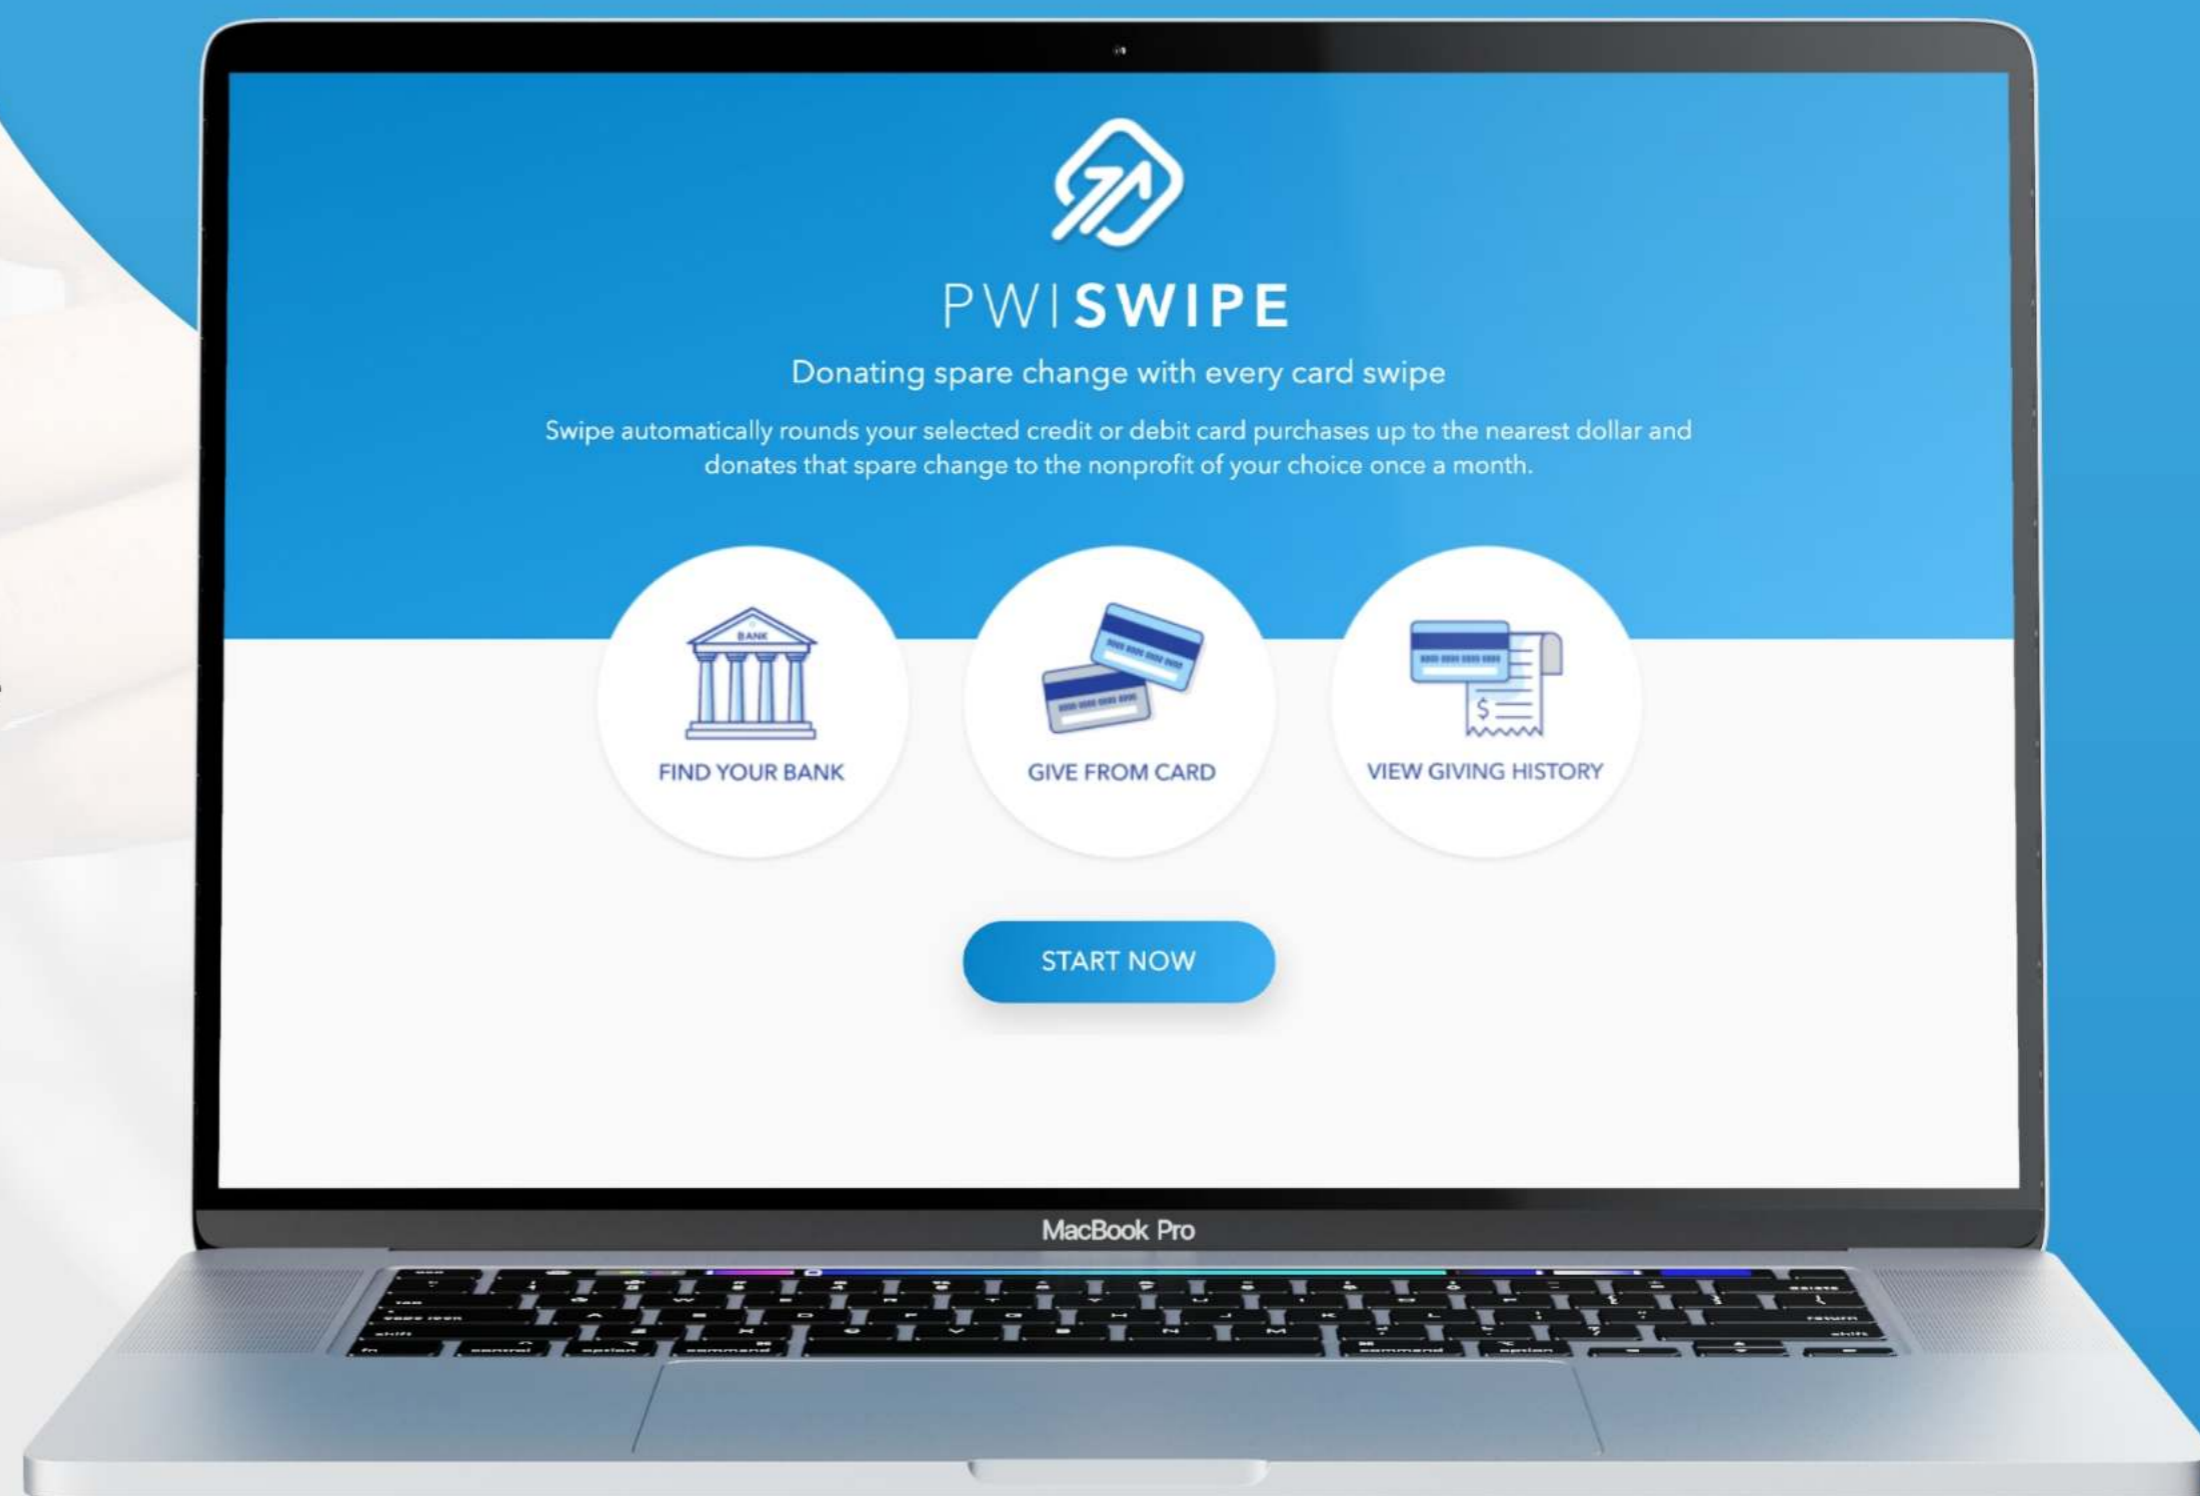 PWISWIPE
Donating spare change with every card swipe
Swipe automatically rounds your selected credit or debit card purchases up to the nearest dollar and
donates that spare change to the nonprofit of your choice once a month.
BANK
$
FIND YOUR BANK
GIVE FROM CARD
VIEW GIVING HISTORY
START NOW
MacBook Pro